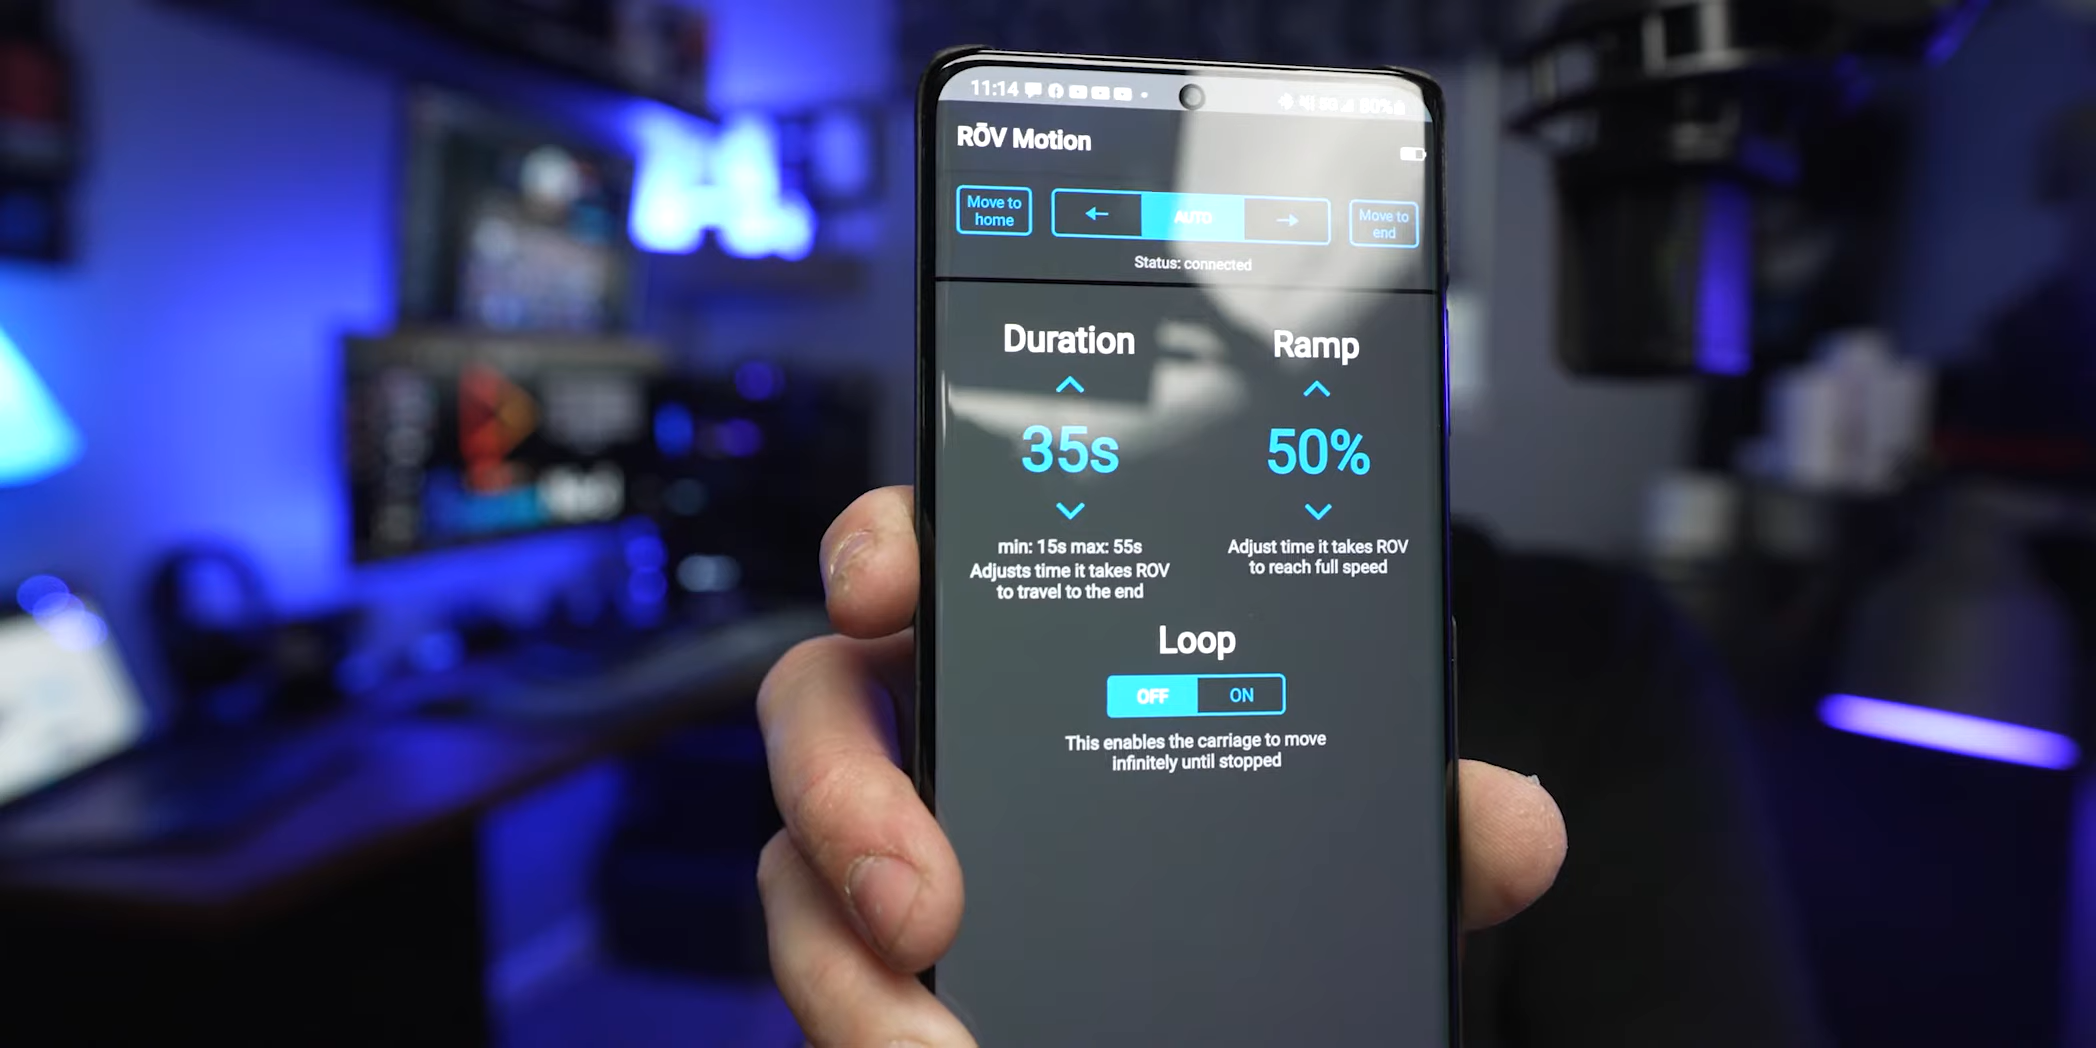 11:14
80%
RŌV Motion
Move to
home
← AUTO →
Move to
end
Status: connected
Duration
35s
min: 15s max: 55s
Adjusts time it takes ROV
to travel to the end
Ramp
50%
Adjust time it takes ROV
to reach full speed
Loop
OFF ON
This enables the carriage to move
infinitely until stopped